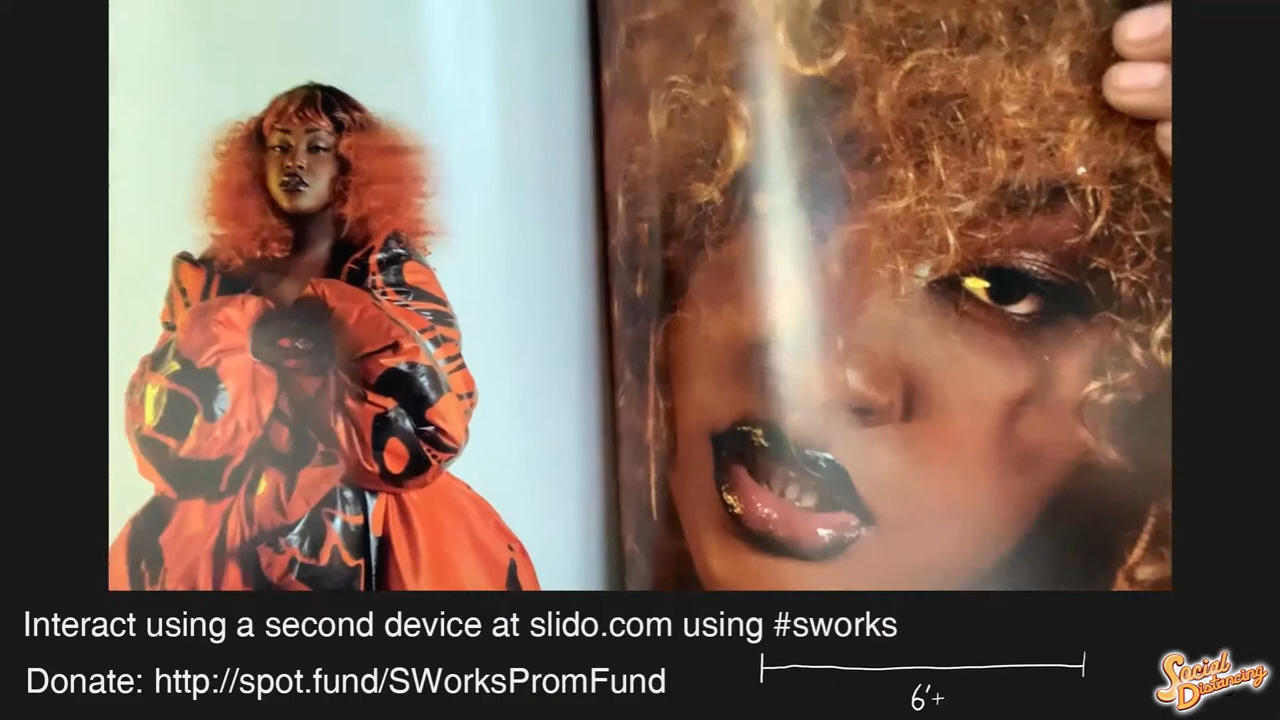 Interact using a second device at slido.com using #sworks
Donate: http://spot.fund/SWorksPromFund
6'+
Social
Distancing